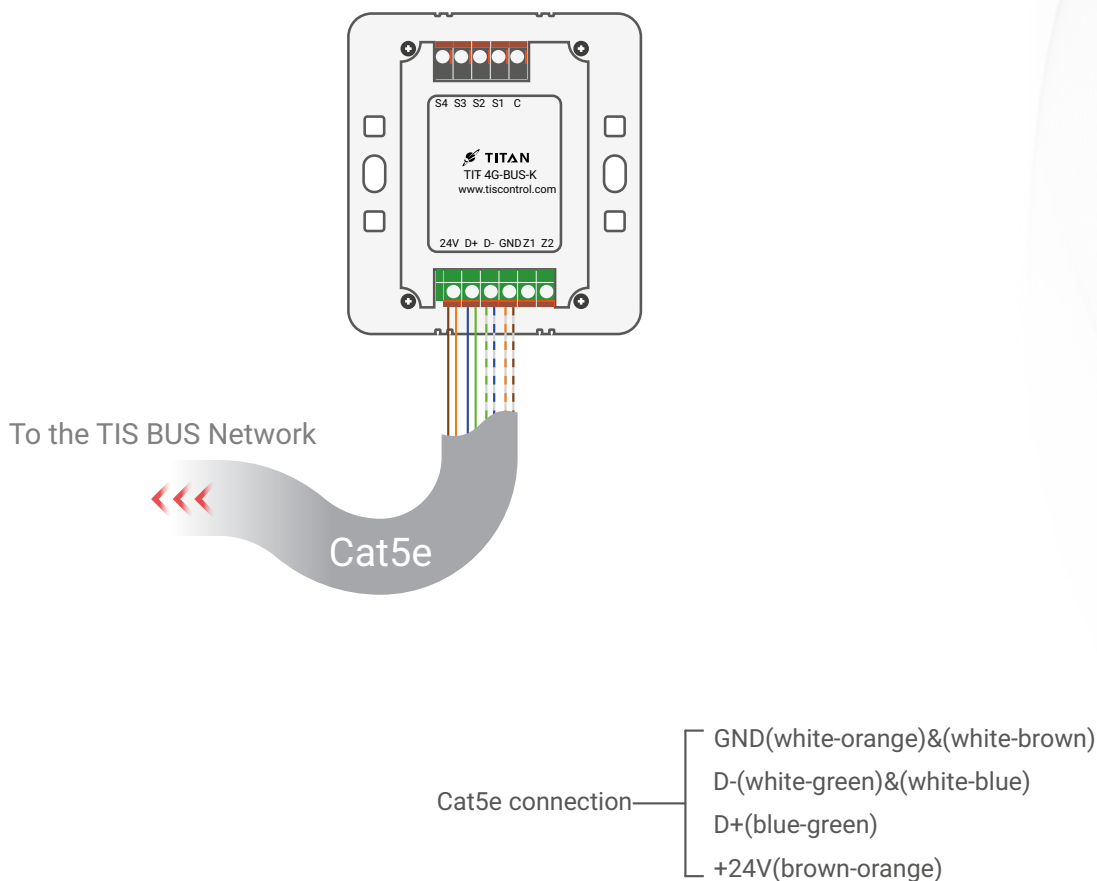 S4 S3 S2 S1 C
TITAN
TIT 4G-BUS-K
www.tiscontrol.com
24V D+ D- GND Z1 Z2
To the TIS BUS Network
Cat5e
GND(white-orange)&(white-brown)
D-(white-green)&(white-blue)
Cat5e connection
D+(blue-green)
+24V(brown-orange)